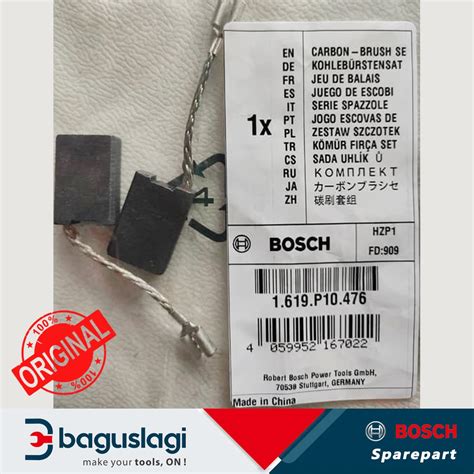 EN CARBON-BRUSH SE
DE KOHLEBÜRSTENSAT
FR JEU DE BALAIS
ES JUEGO DE ESCOBI
IT SERIE SPAZZOLE
PT JOGO ESCOVAS DE
PL ZESTAW SZCZOTEK
TR KÖMÜR FIRÇA SET
CS SADA UHLÍK Ů
RU КОМПЛЕКТ
JA カーボンブラシセ
ZH 碳刷套组
1x
BOSCH
HZP1
FD:909
1.619.P10.476
4 059952 167022
Robert Bosch Power Tools GmbH,
70538 Stuttgart, GERMANY
Made in China
4
100%
ORIGINAL
100%
baguslagi
make your tools, ON !
BOSCH
Sparepart